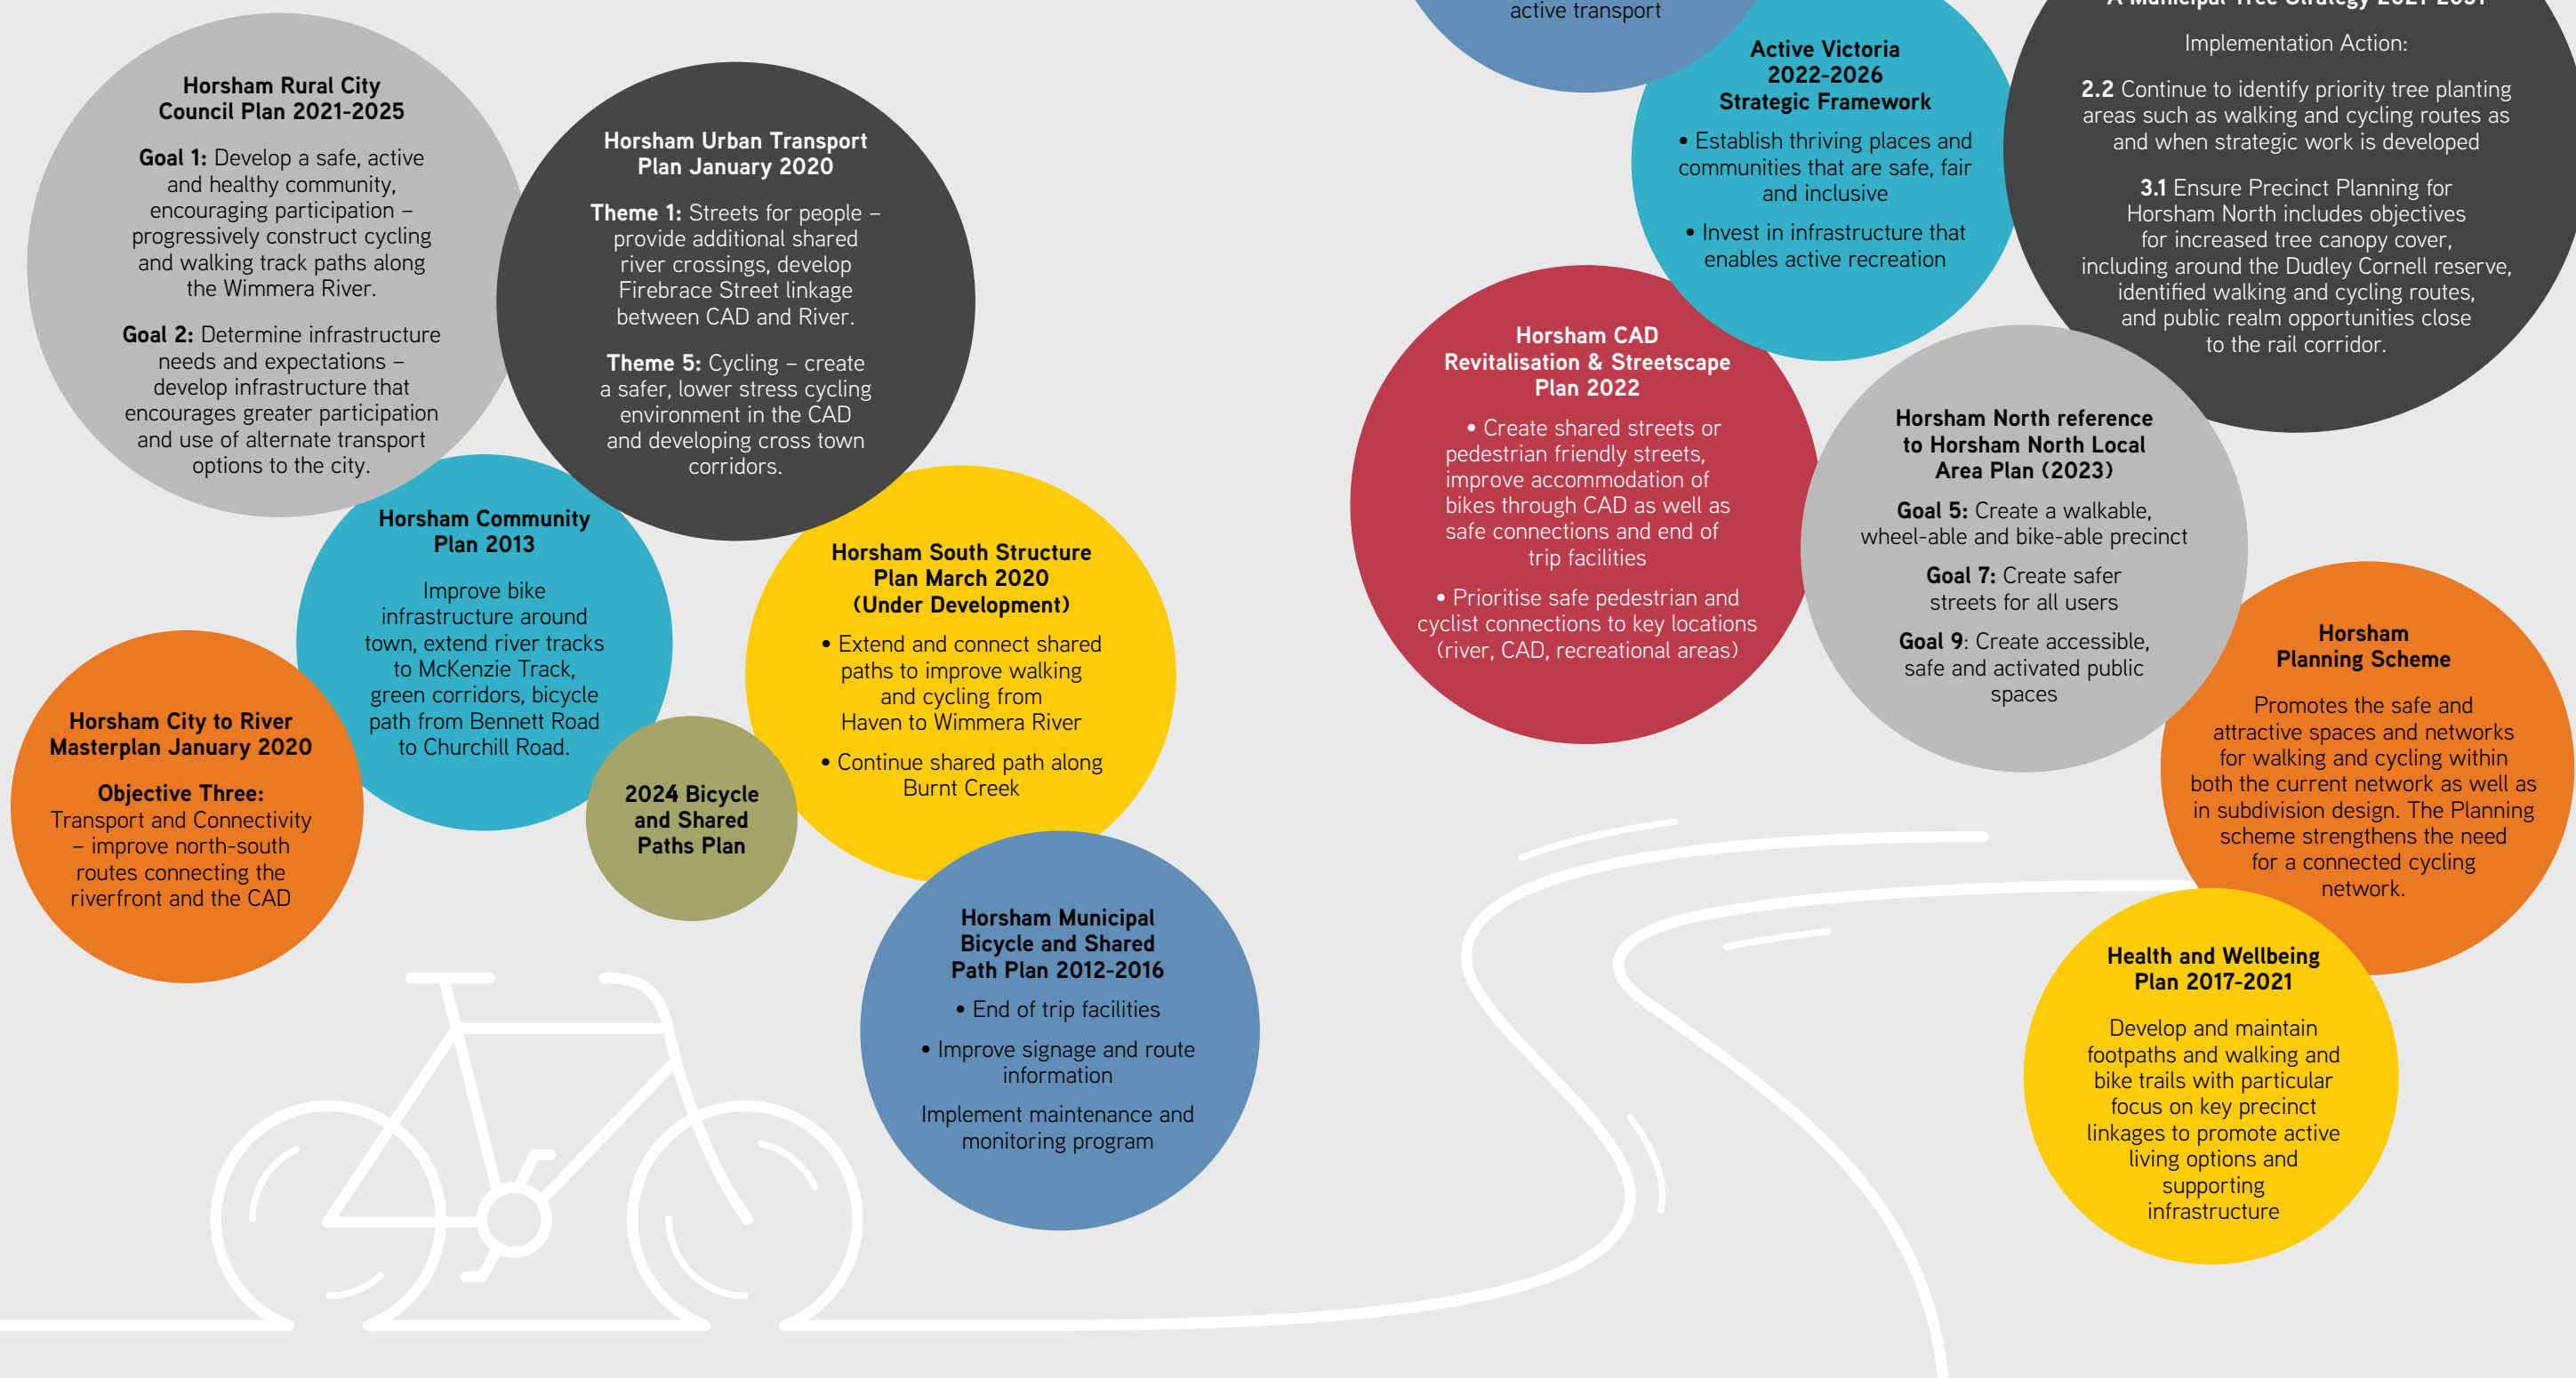 Horsham Rural City
Council Plan 2021-2025
Goal 1: Develop a safe, active
and healthy community,
encouraging participation –
progressively construct cycling
and walking track paths along
the Wimmera River.
Goal 2: Determine infrastructure
needs and expectations –
develop infrastructure that
encourages greater participation
and use of alternate transport
options to the city.
Horsham Urban Transport
Plan January 2020
Theme 1: Streets for people –
provide additional shared
river crossings, develop
Firebrace Street linkage
between CAD and River.
Theme 5: Cycling – create
a safer, lower stress cycling
environment in the CAD
and developing cross town
corridors.
Horsham Community
Plan 2013
Improve bike
infrastructure around
town, extend river tracks
to McKenzie Track,
green corridors, bicycle
path from Bennett Road
to Churchill Road.
Horsham City to River
Masterplan January 2020
Objective Three:
Transport and Connectivity
– improve north-south
routes connecting the
riverfront and the CAD
2024 Bicycle
and Shared
Paths Plan
Horsham South Structure
Plan March 2020
(Under Development)
• Extend and connect shared
paths to improve walking
and cycling from
Haven to Wimmera River
• Continue shared path along
Burnt Creek
Horsham Municipal
Bicycle and Shared
Path Plan 2012-2016
• End of trip facilities
• Improve signage and route
information
Implement maintenance and
monitoring program
active transport
Active Victoria
2022-2026
Strategic Framework
• Establish thriving places and
communities that are safe, fair
and inclusive
• Invest in infrastructure that
enables active recreation
A Municipal Tree Strategy 2021-2031
Implementation Action:
2.2 Continue to identify priority tree planting
areas such as walking and cycling routes as
and when strategic work is developed
3.1 Ensure Precinct Planning for
Horsham North includes objectives
for increased tree canopy cover,
including around the Dudley Cornell reserve,
identified walking and cycling routes,
and public realm opportunities close
to the rail corridor.
Horsham CAD
Revitalisation & Streetscape
Plan 2022
• Create shared streets or
pedestrian friendly streets,
improve accommodation of
bikes through CAD as well as
safe connections and end of
trip facilities
• Prioritise safe pedestrian and
cyclist connections to key locations
(river, CAD, recreational areas)
Horsham North reference
to Horsham North Local
Area Plan (2023)
Goal 5: Create a walkable,
wheel-able and bike-able precinct
Goal 7: Create safer
streets for all users
Goal 9: Create accessible,
safe and activated public
spaces
Horsham
Planning Scheme
Promotes the safe and
attractive spaces and networks
for walking and cycling within
both the current network as well as
in subdivision design. The Planning
scheme strengthens the need
for a connected cycling
network.
Health and Wellbeing
Plan 2017-2021
Develop and maintain
footpaths and walking and
bike trails with particular
focus on key precinct
linkages to promote active
living options and
supporting
infrastructure